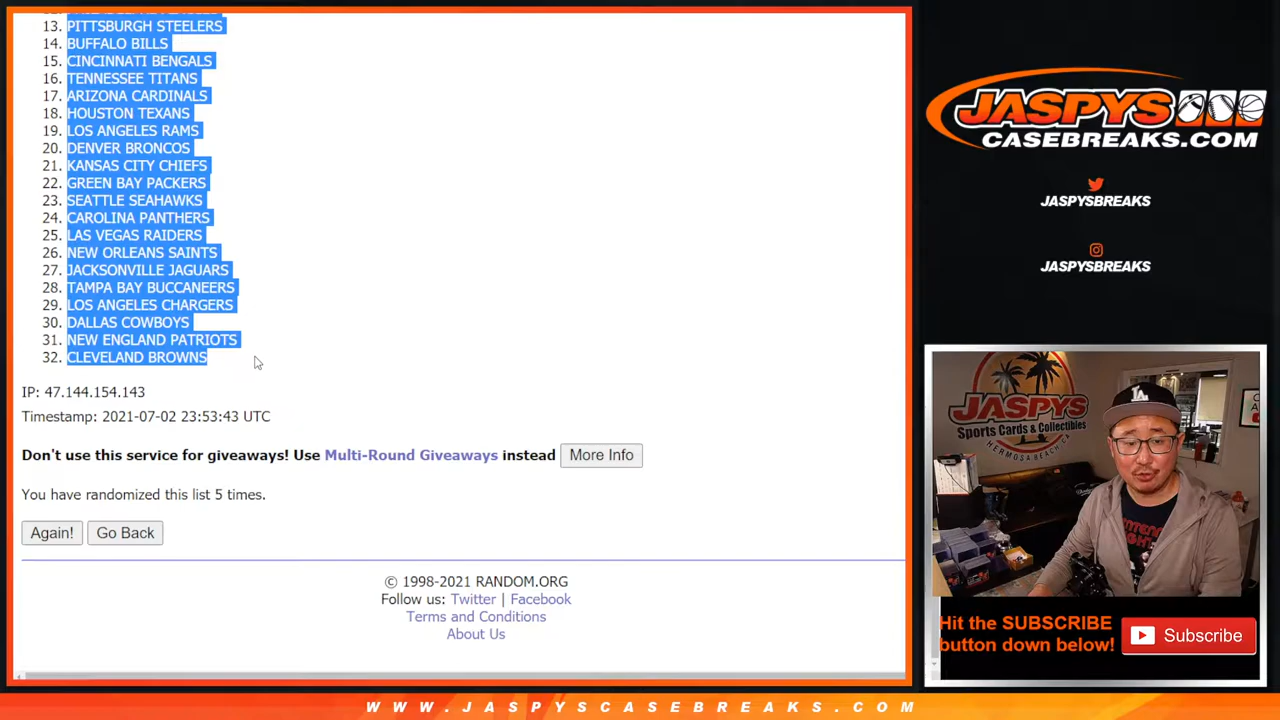 13. PITTSBURGH STEELERS
14. BUFFALO BILLS
15. CINCINNATI BENGALS
16. TENNESSEE TITANS
17. ARIZONA CARDINALS
18. HOUSTON TEXANS
19. LOS ANGELES RAMS
20. DENVER BRONCOS
21. KANSAS CITY CHIEFS
22. GREEN BAY PACKERS
23. SEATTLE SEAHAWKS
24. CAROLINA PANTHERS
25. LAS VEGAS RAIDERS
26. NEW ORLEANS SAINTS
27. JACKSONVILLE JAGUARS
28. TAMPA BAY BUCCANEERS
29. LOS ANGELES CHARGERS
30. DALLAS COWBOYS
31. NEW ENGLAND PATRIOTS
32. CLEVELAND BROWNS
IP: 47.144.154.143
Timestamp: 2021-07-02 23:53:43 UTC
Don't use this service for giveaways! Use Multi-Round Giveaways instead More Info
You have randomized this list 5 times.
Again! Go Back
© 1998-2021 RANDOM.ORG
Follow us: Twitter | Facebook
Terms and Conditions
About Us
JASPYS
CASEBREAKS.COM
JASPYSBREAKS
JASPYSBREAKS
JASPYS
Sports Cards & Collectibles
HERMOSA BEACH
LA
Hit the SUBSCRIBE
button down below!
Subscribe
WWW.JASPYSCASEBREAKS.COM